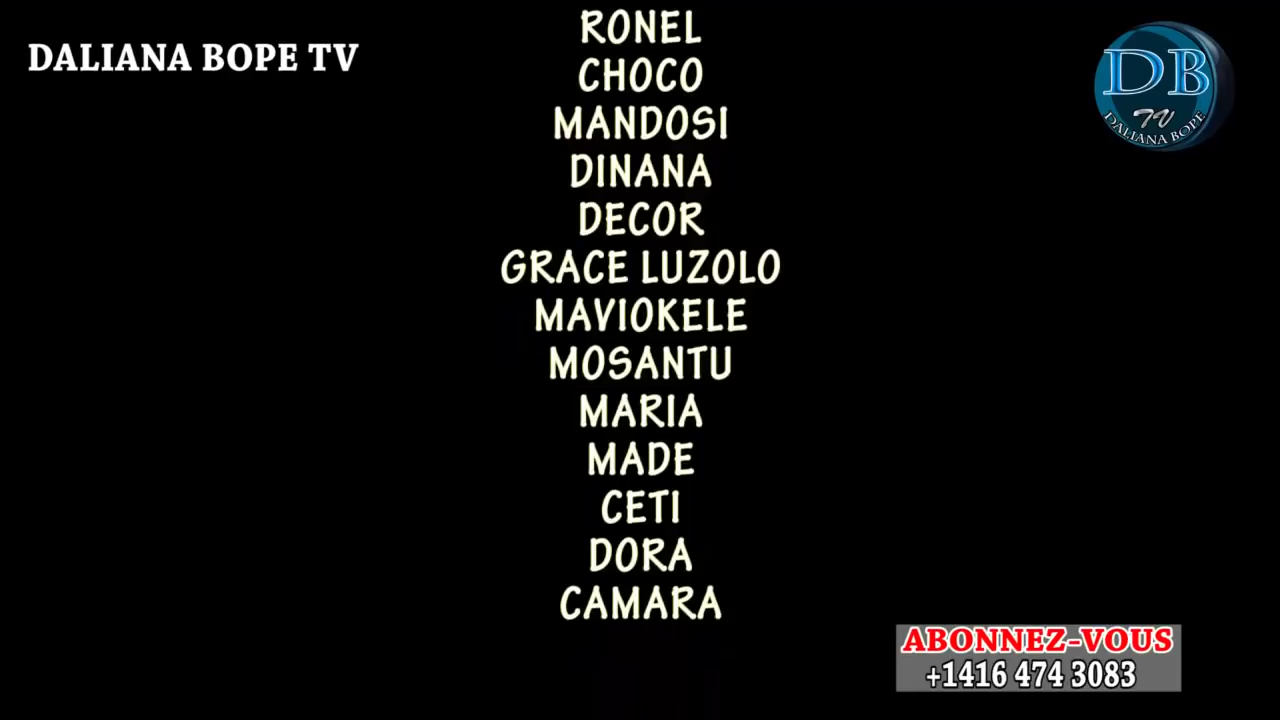 DALIANA BOPE TV
DB
TV
DALIANA BOPE
RONEL
CHOCO
MANDOSI
DINANA
DECOR
GRACE LUZOLO
MAVIOKELE
MOSANTU
MARIA
MADE
CETI
DORA
CAMARA
ABONNEZ-VOUS
+1416 474 3083